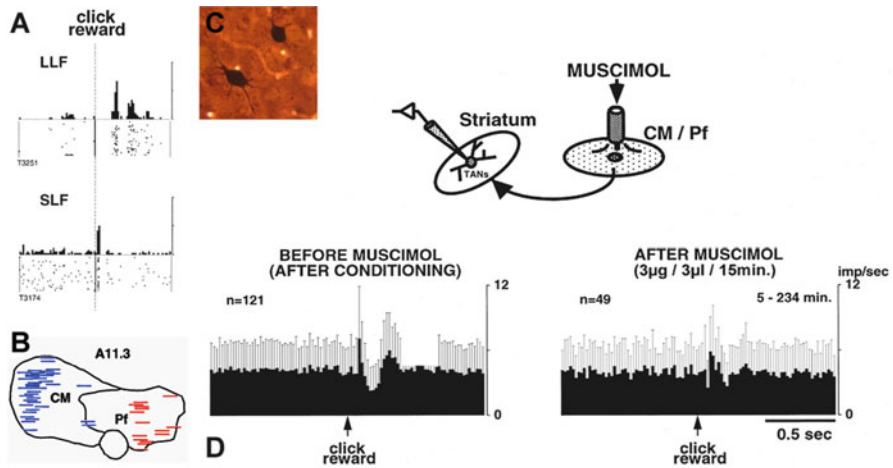 A
click
reward
LLF
T3251
SLF
T3174
B
A11.3
CM
Pf
C
MUSCIMOL
Striatum
CM / Pf
TANs
BEFORE MUSCIMOL
(AFTER CONDITIONING)
n=121
12
0
click
reward
D
AFTER MUSCIMOL
(3µg / 3µl / 15min.)
imp/sec
n=49
5 - 234 min.
12
0
click
reward
0.5 sec